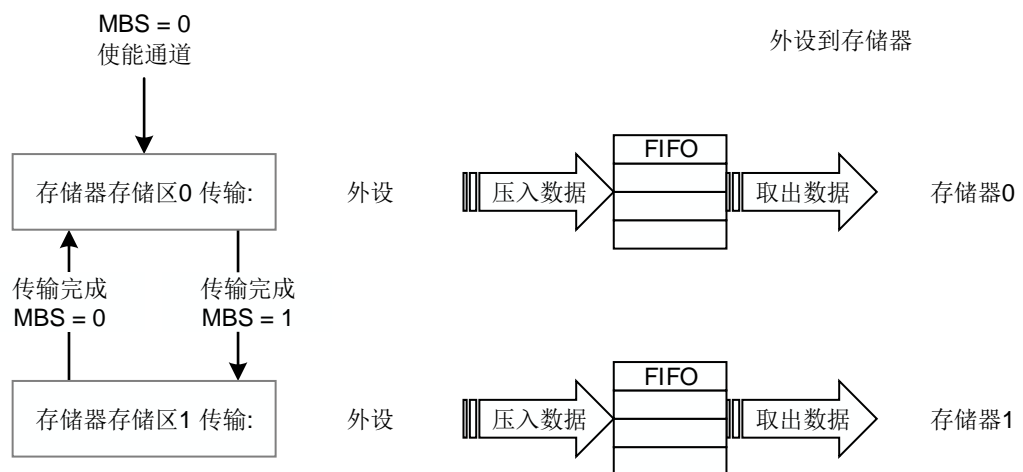 MBS = 0
使能通道
外设到存储器
存储器存储区0 传输:
外设
压入数据
FIFO
取出数据
存储器0
传输完成
MBS = 0
传输完成
MBS = 1
存储器存储区1 传输:
外设
压入数据
FIFO
取出数据
存储器1